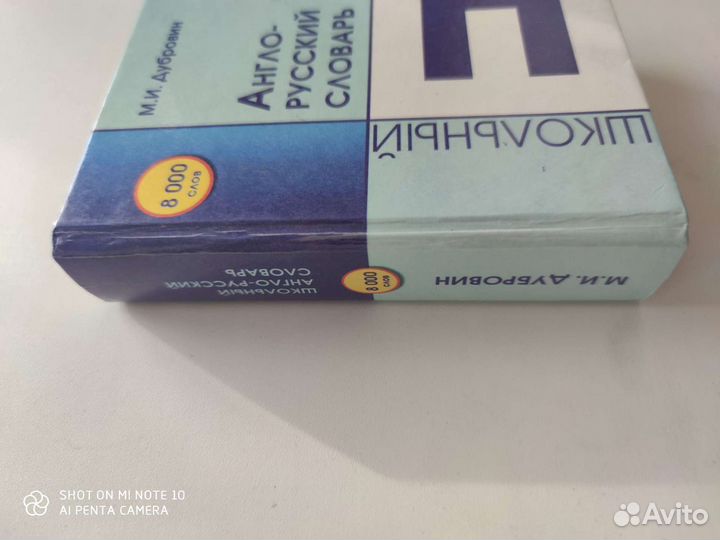 М.И. Дубровин
Англо-
русский
словарь
школьный
8 000
слов
школьный
англо-русский
словарь
8 000
слов
М.И. Дубровин
SHOT ON MI NOTE 10
AI PENTA CAMERA
Avito